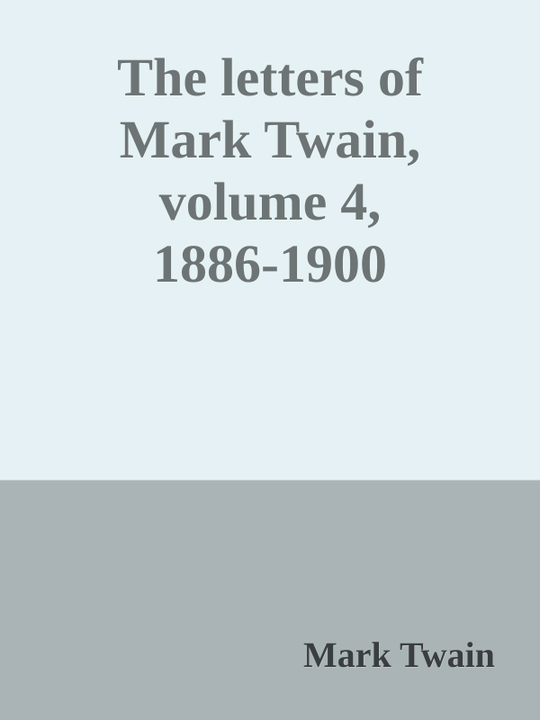 The letters of
Mark Twain,
volume 4,
1886-1900
Mark Twain